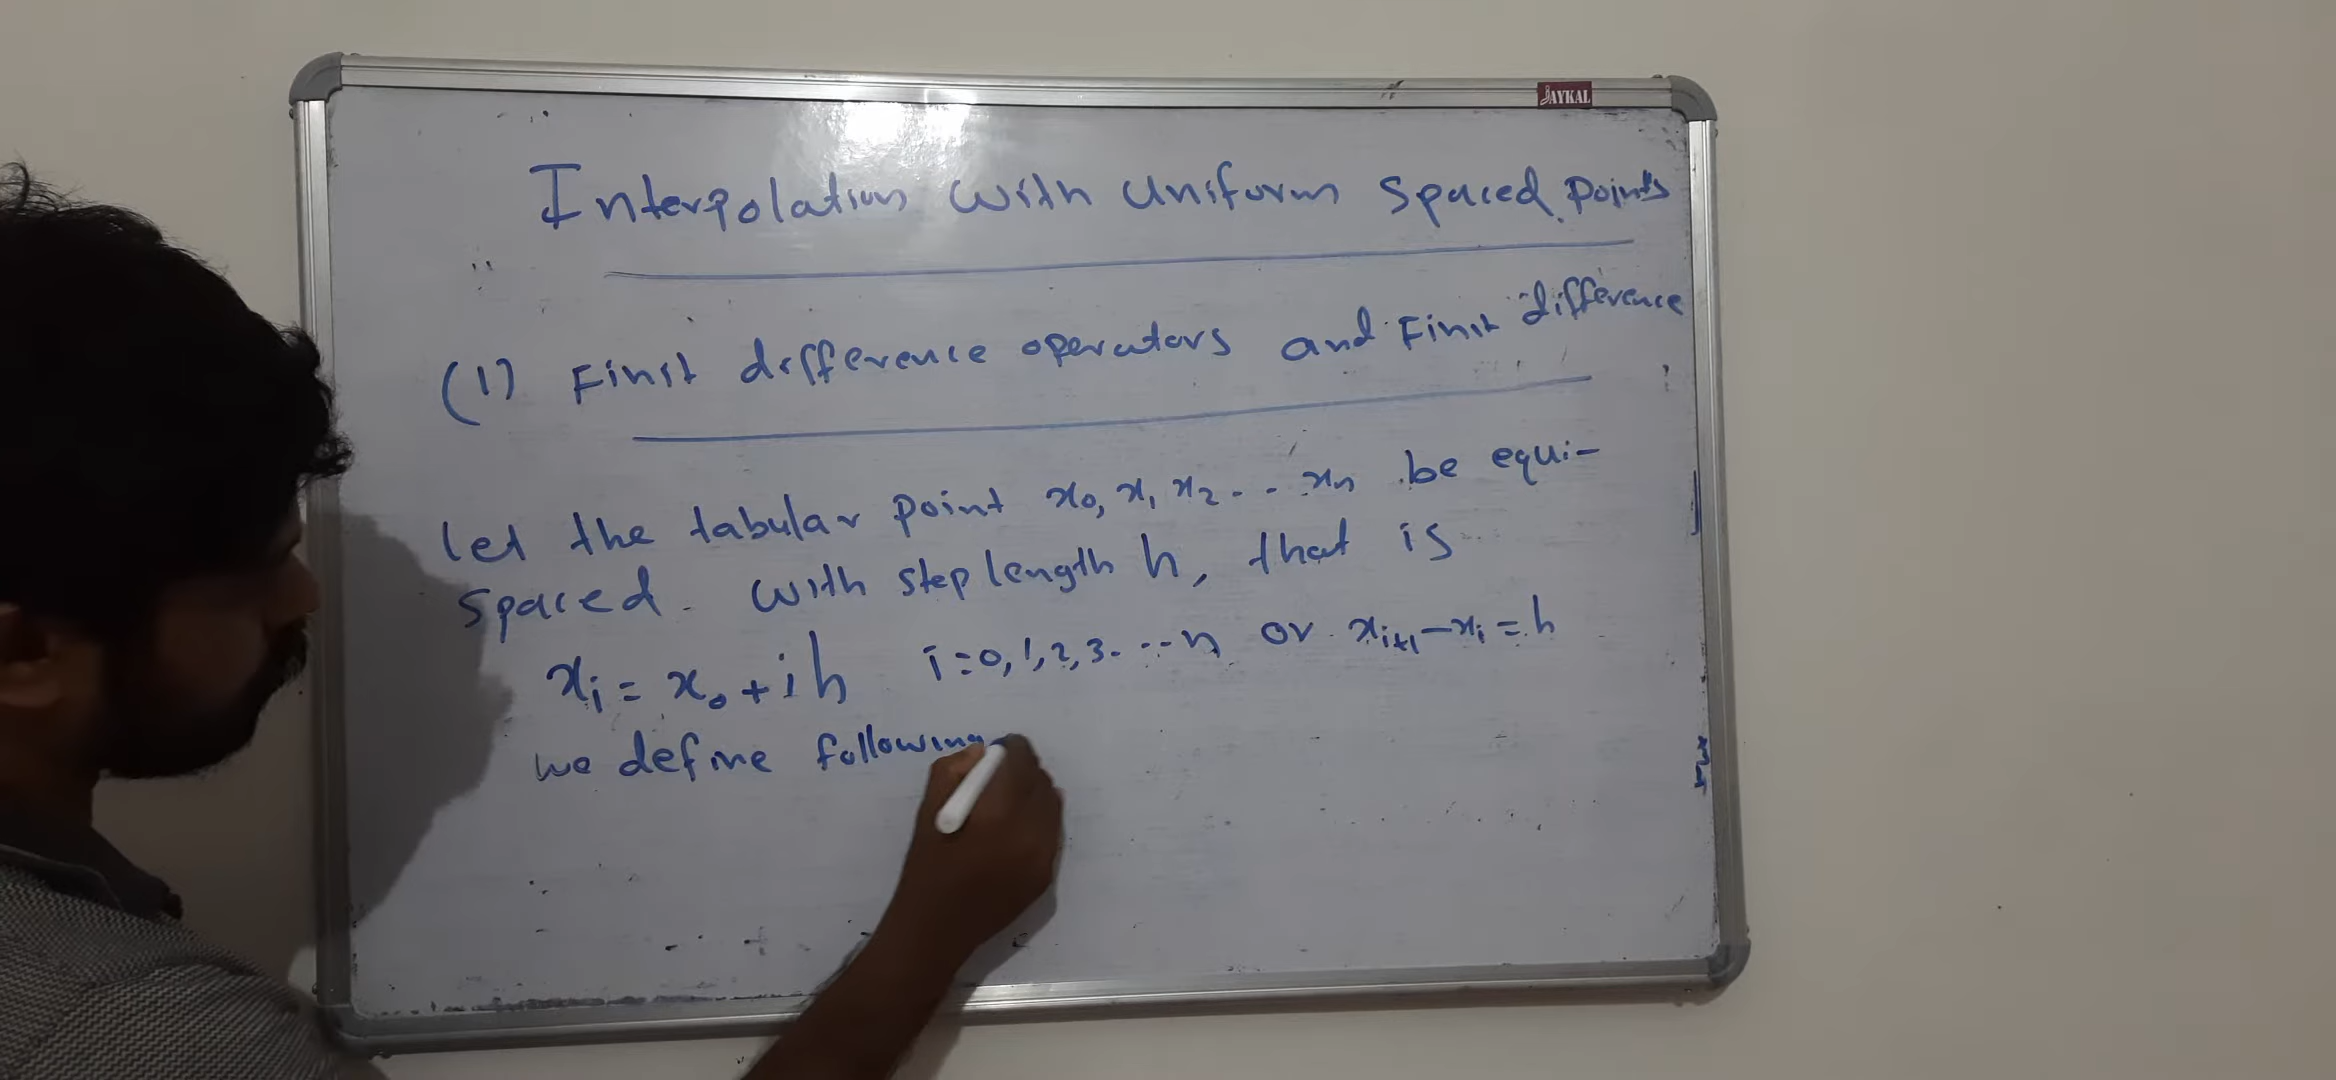 JAYKAL
Interpolation with uniform spaced points
(1) Finit difference operators and Finit difference
let the tabular point x₀, x₁ x₂ - - - xₙ be equi-
spaced. with step length h, that is
xᵢ = x₀ + ih i=0,1,2,3- - - -n or xᵢ₊₁-xᵢ=h
we define following